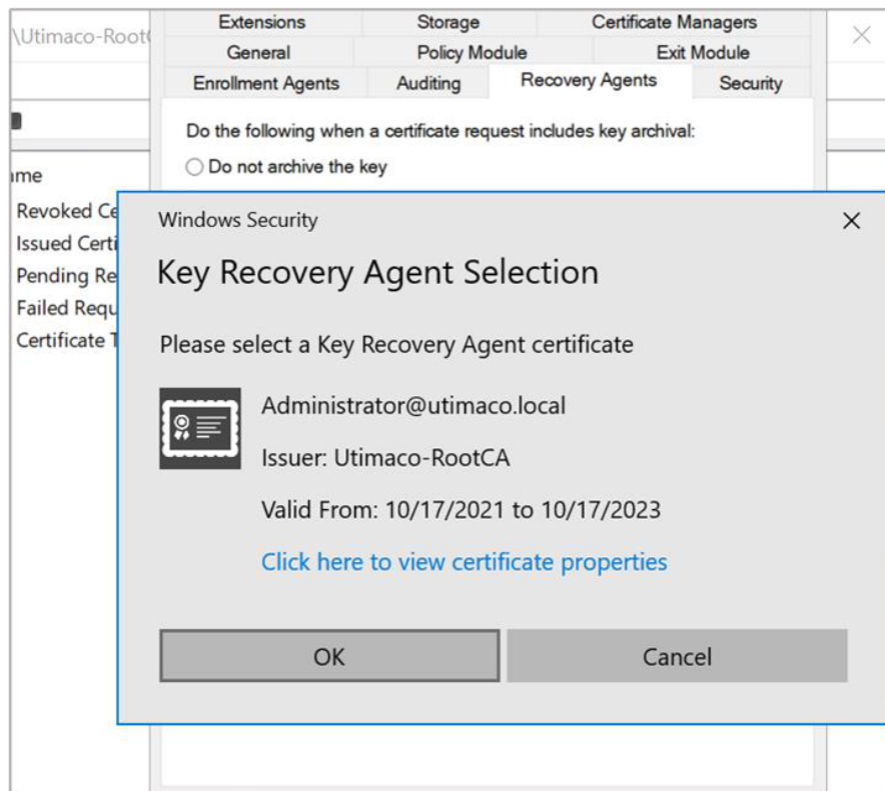 \Utimaco-Root
Extensions Storage Certificate Managers
General Policy Module Exit Module
Enrollment Agents Auditing Recovery Agents Security
Do the following when a certificate request includes key archival:
Do not archive the key
Revoked Ce
Issued Certi
Pending Re
Failed Requ
Certificate T
Windows Security
Key Recovery Agent Selection
Please select a Key Recovery Agent certificate
Administrator@utimaco.local
Issuer: Utimaco-RootCA
Valid From: 10/17/2021 to 10/17/2023
Click here to view certificate properties
OK Cancel